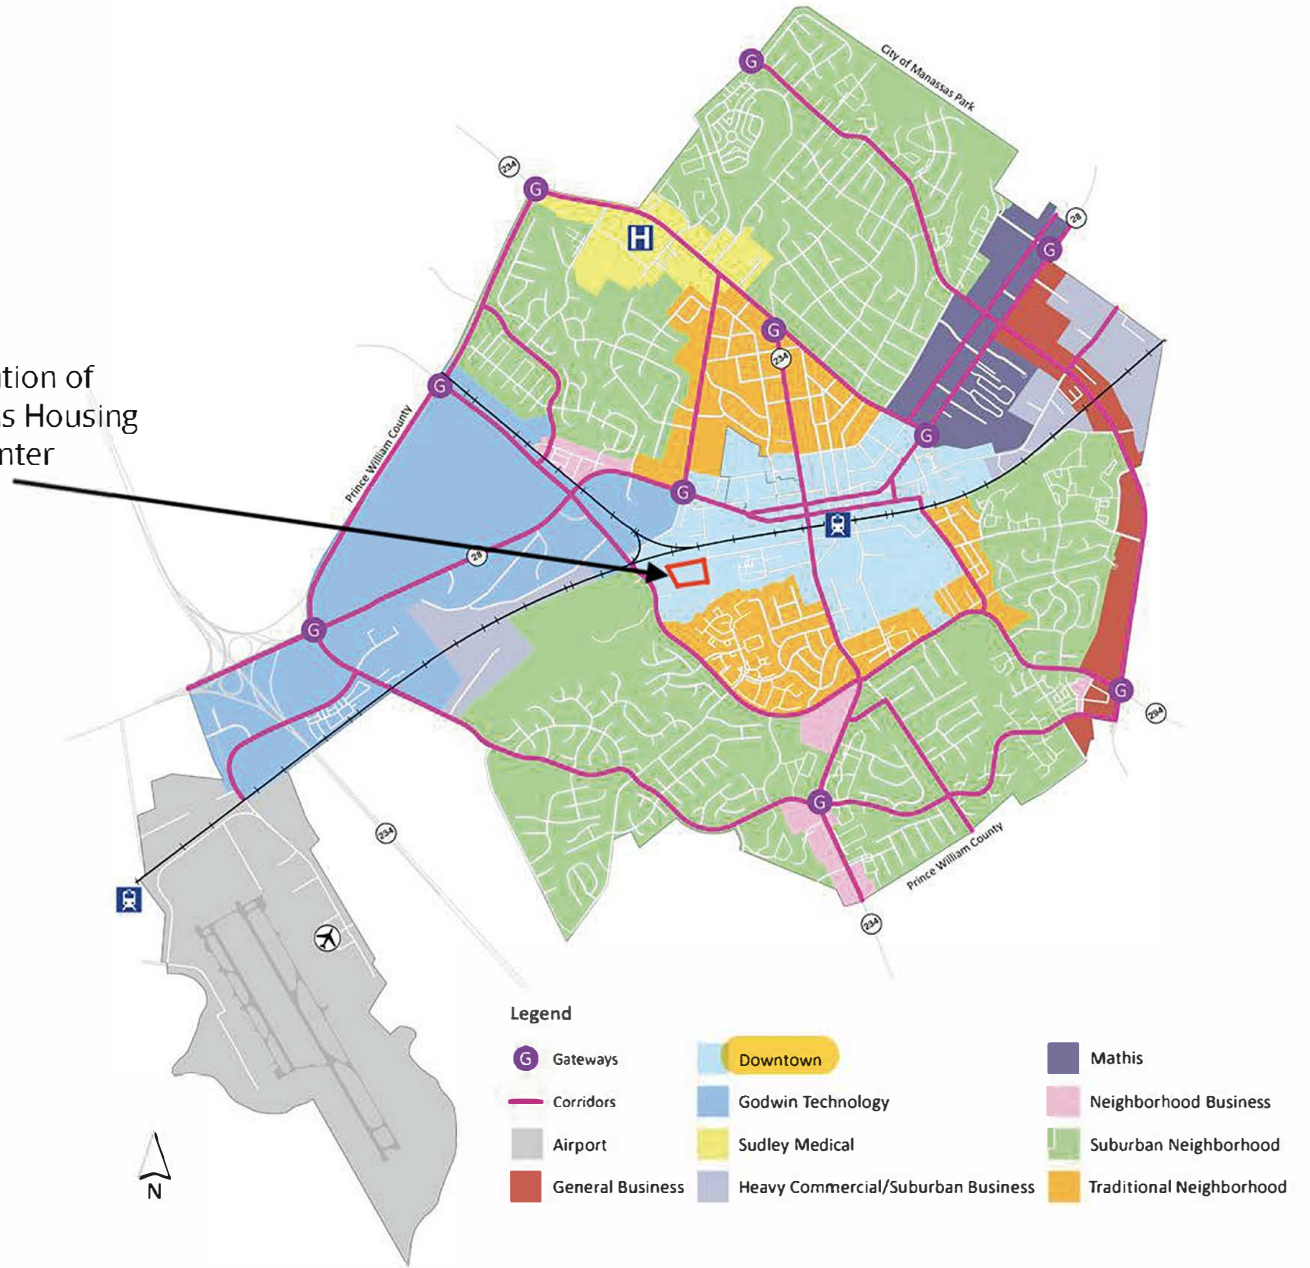 City of Manassas Park
234
G
G
H
28
G
G
234
tion of
as Housing
nter
G
Prince William County
G
G
28
G
G
294
234
G
Prince William County
234
Legend
G Gateways
Corridors
Airport
General Business
Downtown
Godwin Technology
Sudley Medical
Heavy Commercial/Suburban Business
Mathis
Neighborhood Business
Suburban Neighborhood
Traditional Neighborhood
N